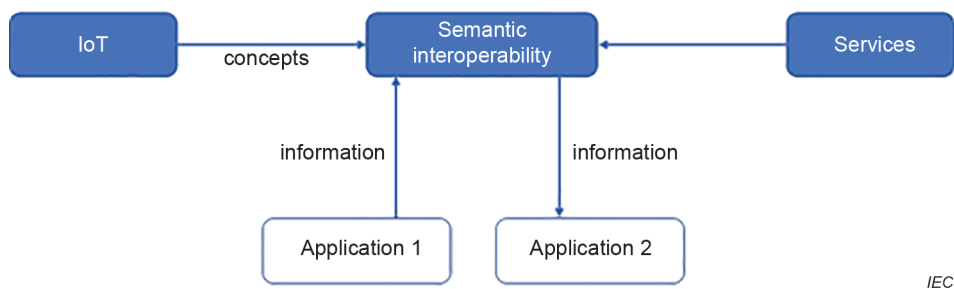 IoT
concepts
Semantic
interoperability
Services
information
information
Application 1
Application 2
IEC